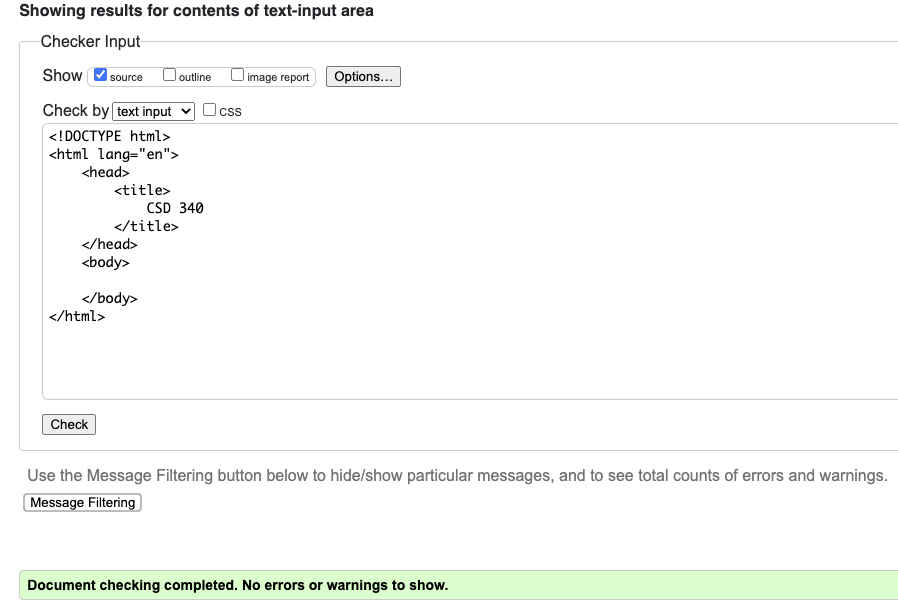 Showing results for contents of text-input area
Checker Input
Show source outline image report Options...
Check by text input CSS
<!DOCTYPE html>
<html lang="en">
    <head>
        <title>
            CSD 340
        </title>
    </head>
    <body>

    </body>
</html>
Check
Use the Message Filtering button below to hide/show particular messages, and to see total counts of errors and warnings.
Message Filtering
Document checking completed. No errors or warnings to show.